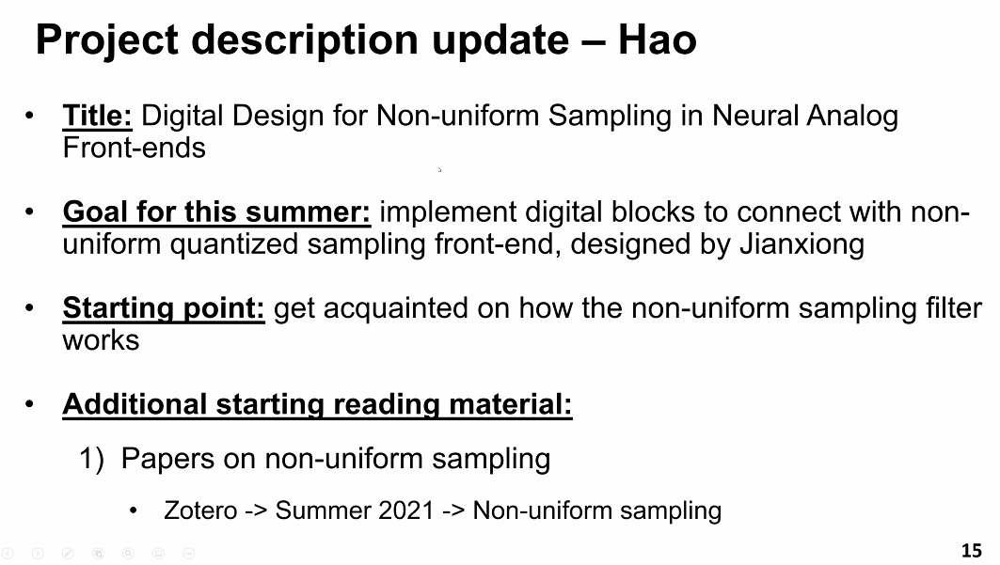 Project description update – Hao
• Title: Digital Design for Non-uniform Sampling in Neural Analog
Front-ends
• Goal for this summer: implement digital blocks to connect with non-
uniform quantized sampling front-end, designed by Jianxiong
• Starting point: get acquainted on how the non-uniform sampling filter
works
• Additional starting reading material:
1) Papers on non-uniform sampling
• Zotero -> Summer 2021 -> Non-uniform sampling
15